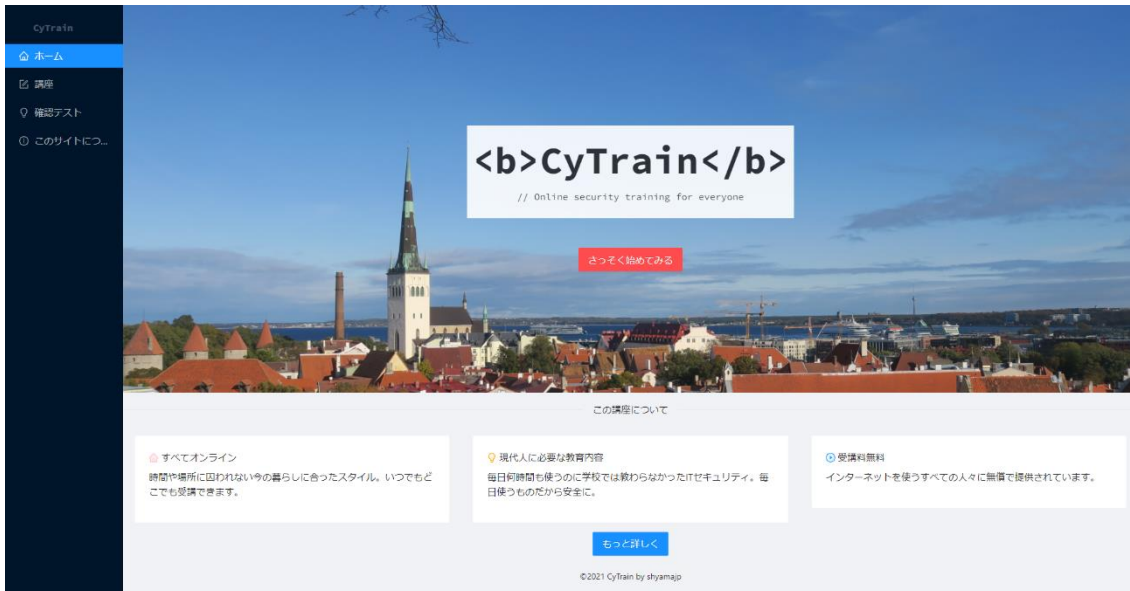 CyTrain
ホーム
講座
確認テスト
このサイトにつ...
<b>CyTrain</b>
// Online security training for everyone
さっそく始めてみる
この講座について
すべてオンライン
時間や場所に囚われない今の暮らしに合ったスタイル。いつでもど
こでも受講できます。
現代人に必要な教育内容
毎日何時間も使うのに学校では教わらなかったITセキュリティ。毎
日使うものだから安全に。
受講料無料
インターネットを使うすべての人々に無償で提供されています。
もっと詳しく
©2021 CyTrain by shyamajp